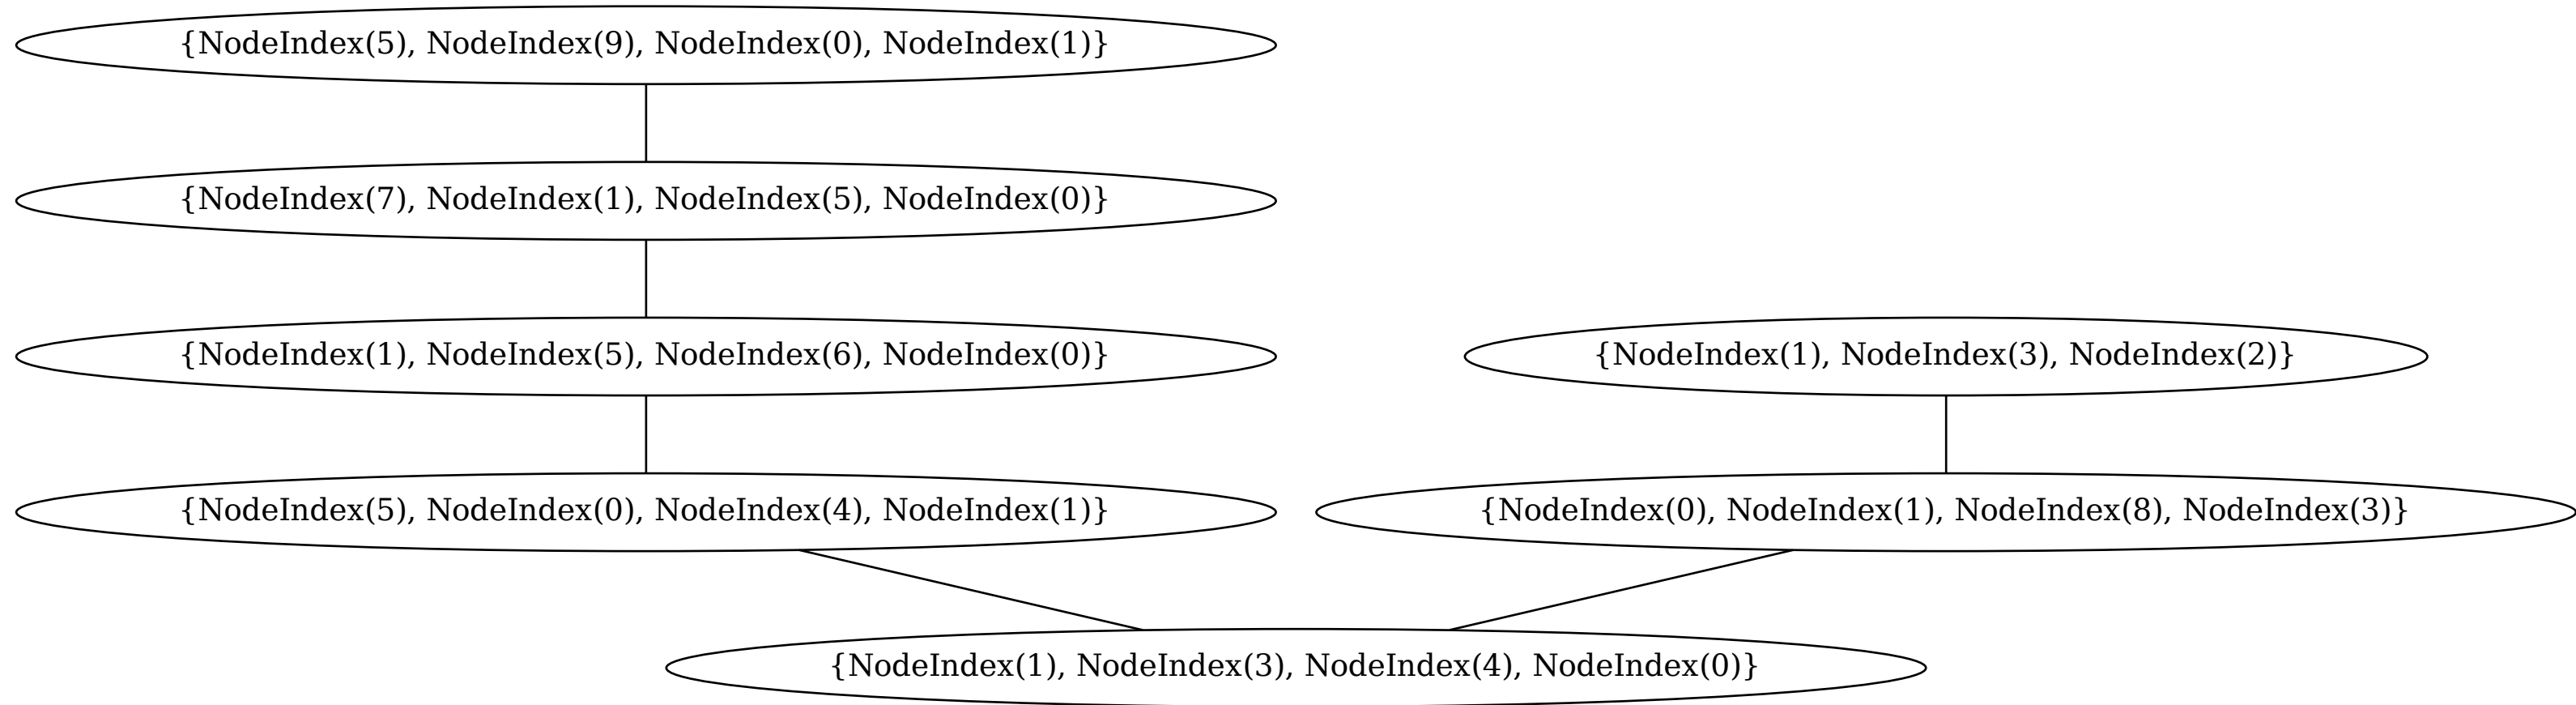 {NodeIndex(5), NodeIndex(9), NodeIndex(0), NodeIndex(1)}
{NodeIndex(7), NodeIndex(1), NodeIndex(5), NodeIndex(0)}
{NodeIndex(1), NodeIndex(5), NodeIndex(6), NodeIndex(0)}
{NodeIndex(1), NodeIndex(3), NodeIndex(2)}
{NodeIndex(5), NodeIndex(0), NodeIndex(4), NodeIndex(1)}
{NodeIndex(0), NodeIndex(1), NodeIndex(8), NodeIndex(3)}
{NodeIndex(1), NodeIndex(3), NodeIndex(4), NodeIndex(0)}